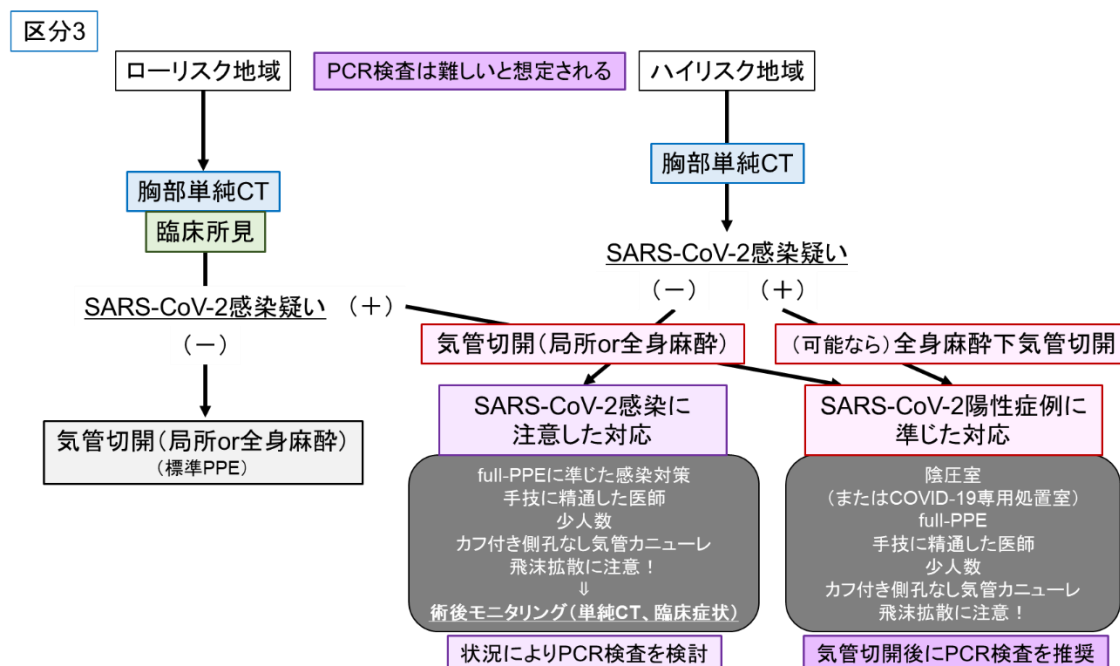 区分3
ローリスク地域
PCR検査は難しいと想定される
ハイリスク地域
胸部単純CT
臨床所見
胸部単純CT
SARS-CoV-2感染疑い
(－)
(＋)
SARS-CoV-2感染疑い (＋)
(－)
気管切開(局所or全身麻酔)
(可能なら)全身麻酔下気管切開
気管切開(局所or全身麻酔)
(標準PPE)
SARS-CoV-2感染に
注意した対応
full-PPEに準じた感染対策
手技に精通した医師
少人数
カフ付き側孔なし気管カニューレ
飛沫拡散に注意！
⇓
術後モニタリング(単純CT、臨床症状)
状況によりPCR検査を検討
SARS-CoV-2陽性症例に
準じた対応
陰圧室
(またはCOVID-19専用処置室)
full-PPE
手技に精通した医師
少人数
カフ付き側孔なし気管カニューレ
飛沫拡散に注意！
気管切開後にPCR検査を推奨